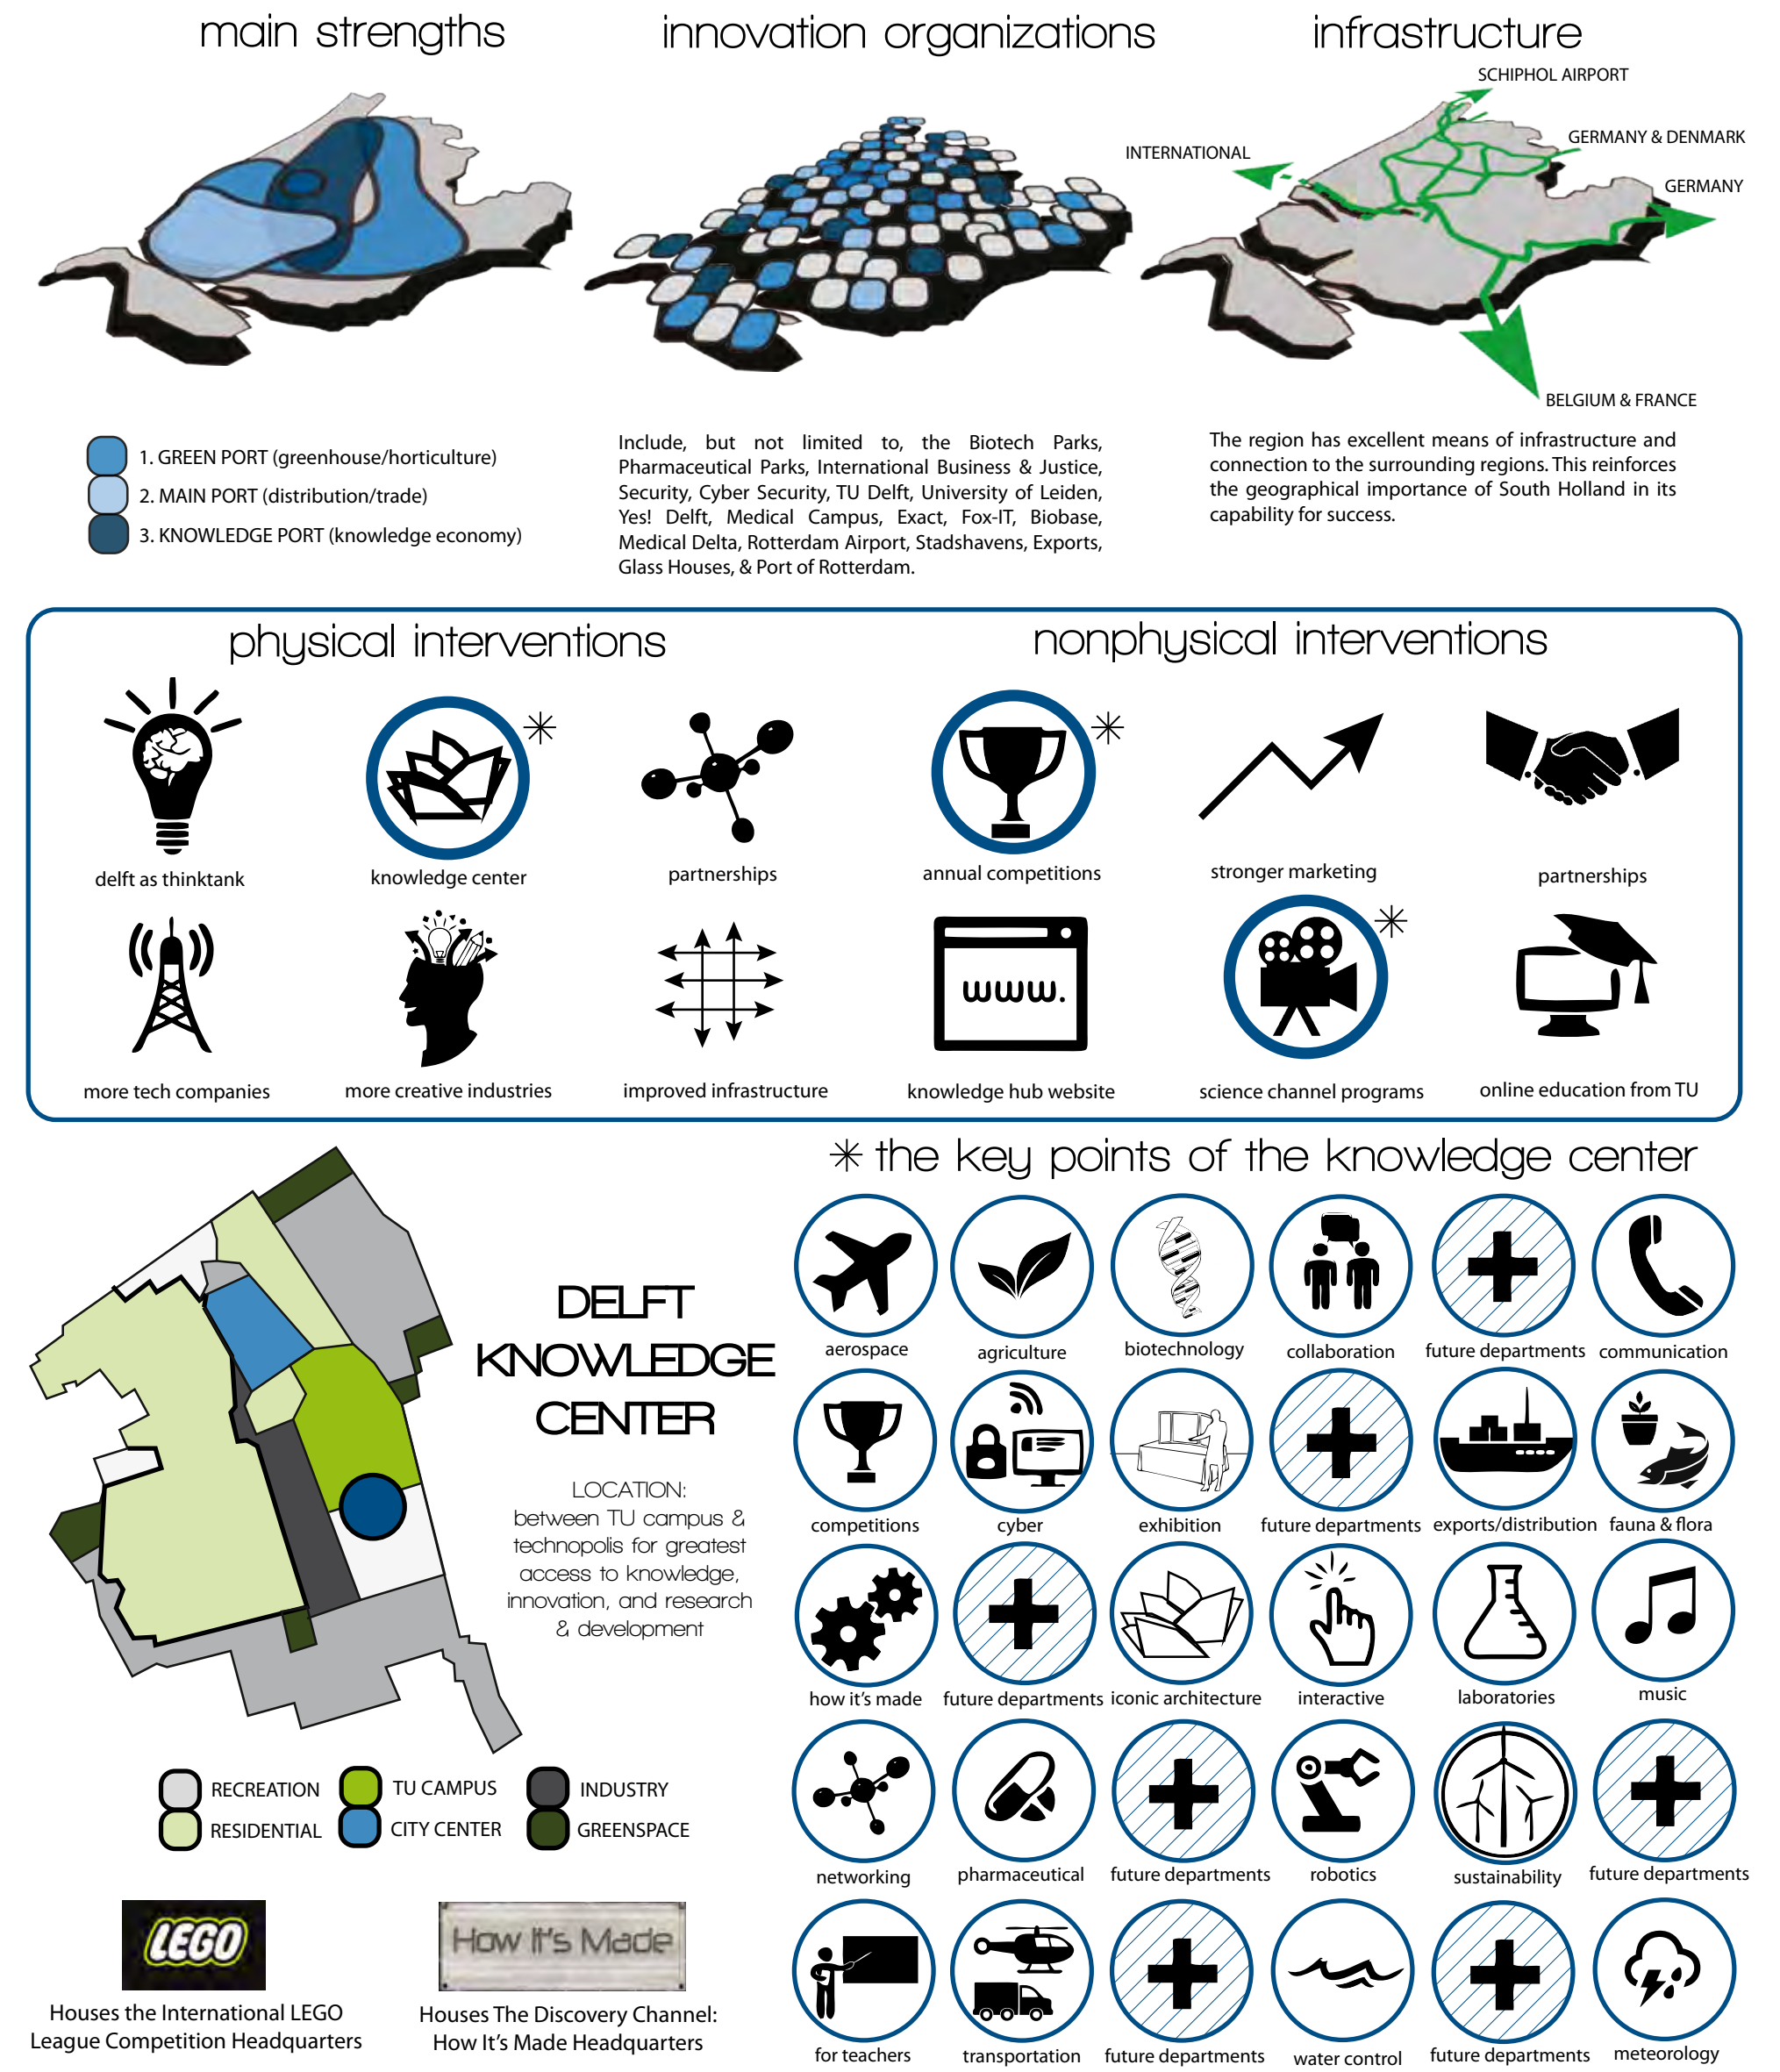 main strengths
innovation organizations
infrastructure
SCHIPHOL AIRPORT
GERMANY & DENMARK
INTERNATIONAL
GERMANY
BELGIUM & FRANCE
1. GREEN PORT (greenhouse/horticulture)
2. MAIN PORT (distribution/trade)
3. KNOWLEDGE PORT (knowledge economy)
Include, but not limited to, the Biotech Parks,
Pharmaceutical Parks, International Business & Justice,
Security, Cyber Security, TU Delft, University of Leiden,
Yes! Delft, Medical Campus, Exact, Fox-IT, Biobase,
Medical Delta, Rotterdam Airport, Stadshavens, Exports,
Glass Houses, & Port of Rotterdam.
The region has excellent means of infrastructure and
connection to the surrounding regions. This reinforces
the geographical importance of South Holland in its
capability for success.
physical interventions
nonphysical interventions
delft as thinktank
knowledge center
partnerships
annual competitions
stronger marketing
partnerships
www.
more tech companies
more creative industries
improved infrastructure
knowledge hub website
science channel programs
online education from TU
the key points of the knowledge center
DELFT
KNOWLEDGE
CENTER
LOCATION:
between TU campus &
technopolis for greatest
access to knowledge,
innovation, and research
& development
RECREATION
TU CAMPUS
INDUSTRY
RESIDENTIAL
CITY CENTER
GREENSPACE
LEGO
Houses the International LEGO
League Competition Headquarters
How It's Made
Houses The Discovery Channel:
How It's Made Headquarters
aerospace
agriculture
biotechnology
collaboration
future departments
communication
competitions
cyber
exhibition
future departments
exports/distribution
fauna & flora
how it's made
future departments
iconic architecture
interactive
laboratories
music
networking
pharmaceutical
future departments
robotics
sustainability
future departments
for teachers
transportation
future departments
water control
future departments
meteorology